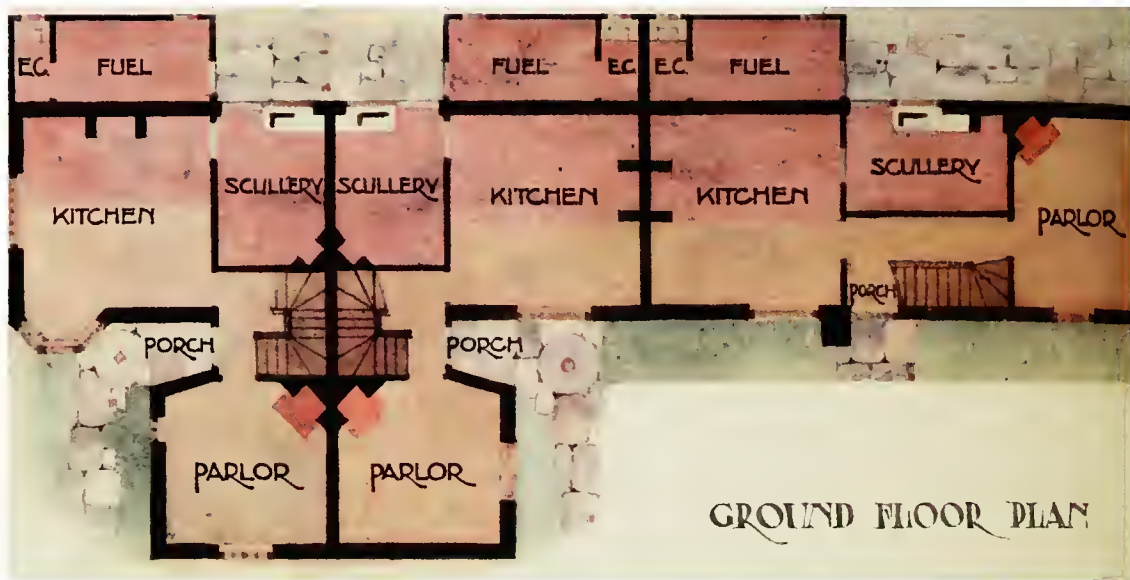 E.C. FUEL FUEL E.C. E.C. FUEL
SCULLERY SCULLERY SCULLERY
KITCHEN KITCHEN KITCHEN PARLOR
PORCH
PORCH PORCH
PARLOR PARLOR
GROUND FLOOR PLAN